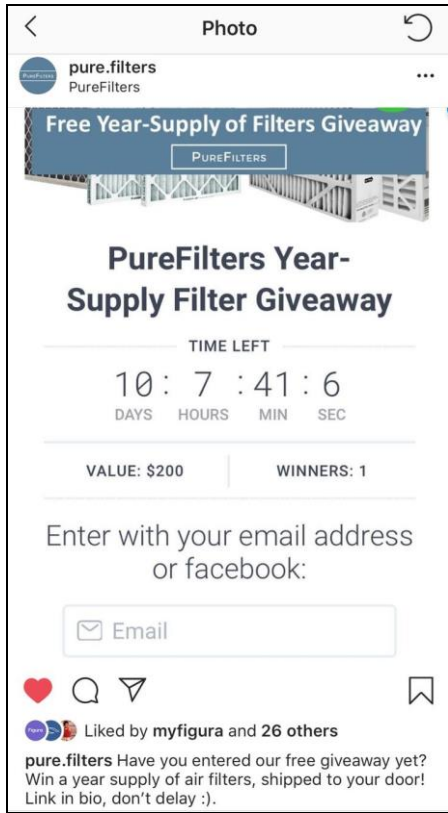 Photo
PureFilters
pure.filters
PureFilters
Free Year-Supply of Filters Giveaway
PureFilters
PureFilters Year-
Supply Filter Giveaway
TIME LEFT
10 : 7 : 41 : 6
DAYS HOURS MIN SEC
VALUE: $200 WINNERS: 1
Enter with your email address
or facebook:
Email
Figura
Liked by myfigura and 26 others
pure.filters Have you entered our free giveaway yet?
Win a year supply of air filters, shipped to your door!
Link in bio, don't delay :).